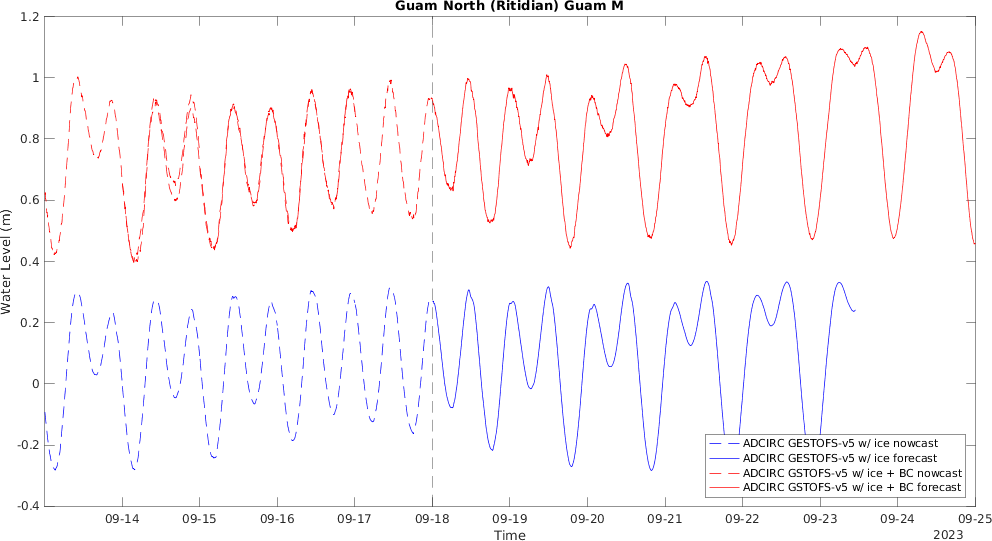 Guam North (Ritidian) Guam M
1.2
1
0.8
0.6
0.4
0.2
0
-0.2
-0.4
Water Level (m)
ADCIRC GESTOFS-v5 w/ ice nowcast
ADCIRC GESTOFS-v5 w/ ice forecast
ADCIRC GSTOFS-v5 w/ ice + BC nowcast
ADCIRC GSTOFS-v5 w/ ice + BC forecast
09-14 09-15 09-16 09-17 09-18 09-19 09-20 09-21 09-22 09-23 09-24 09-25
Time
2023